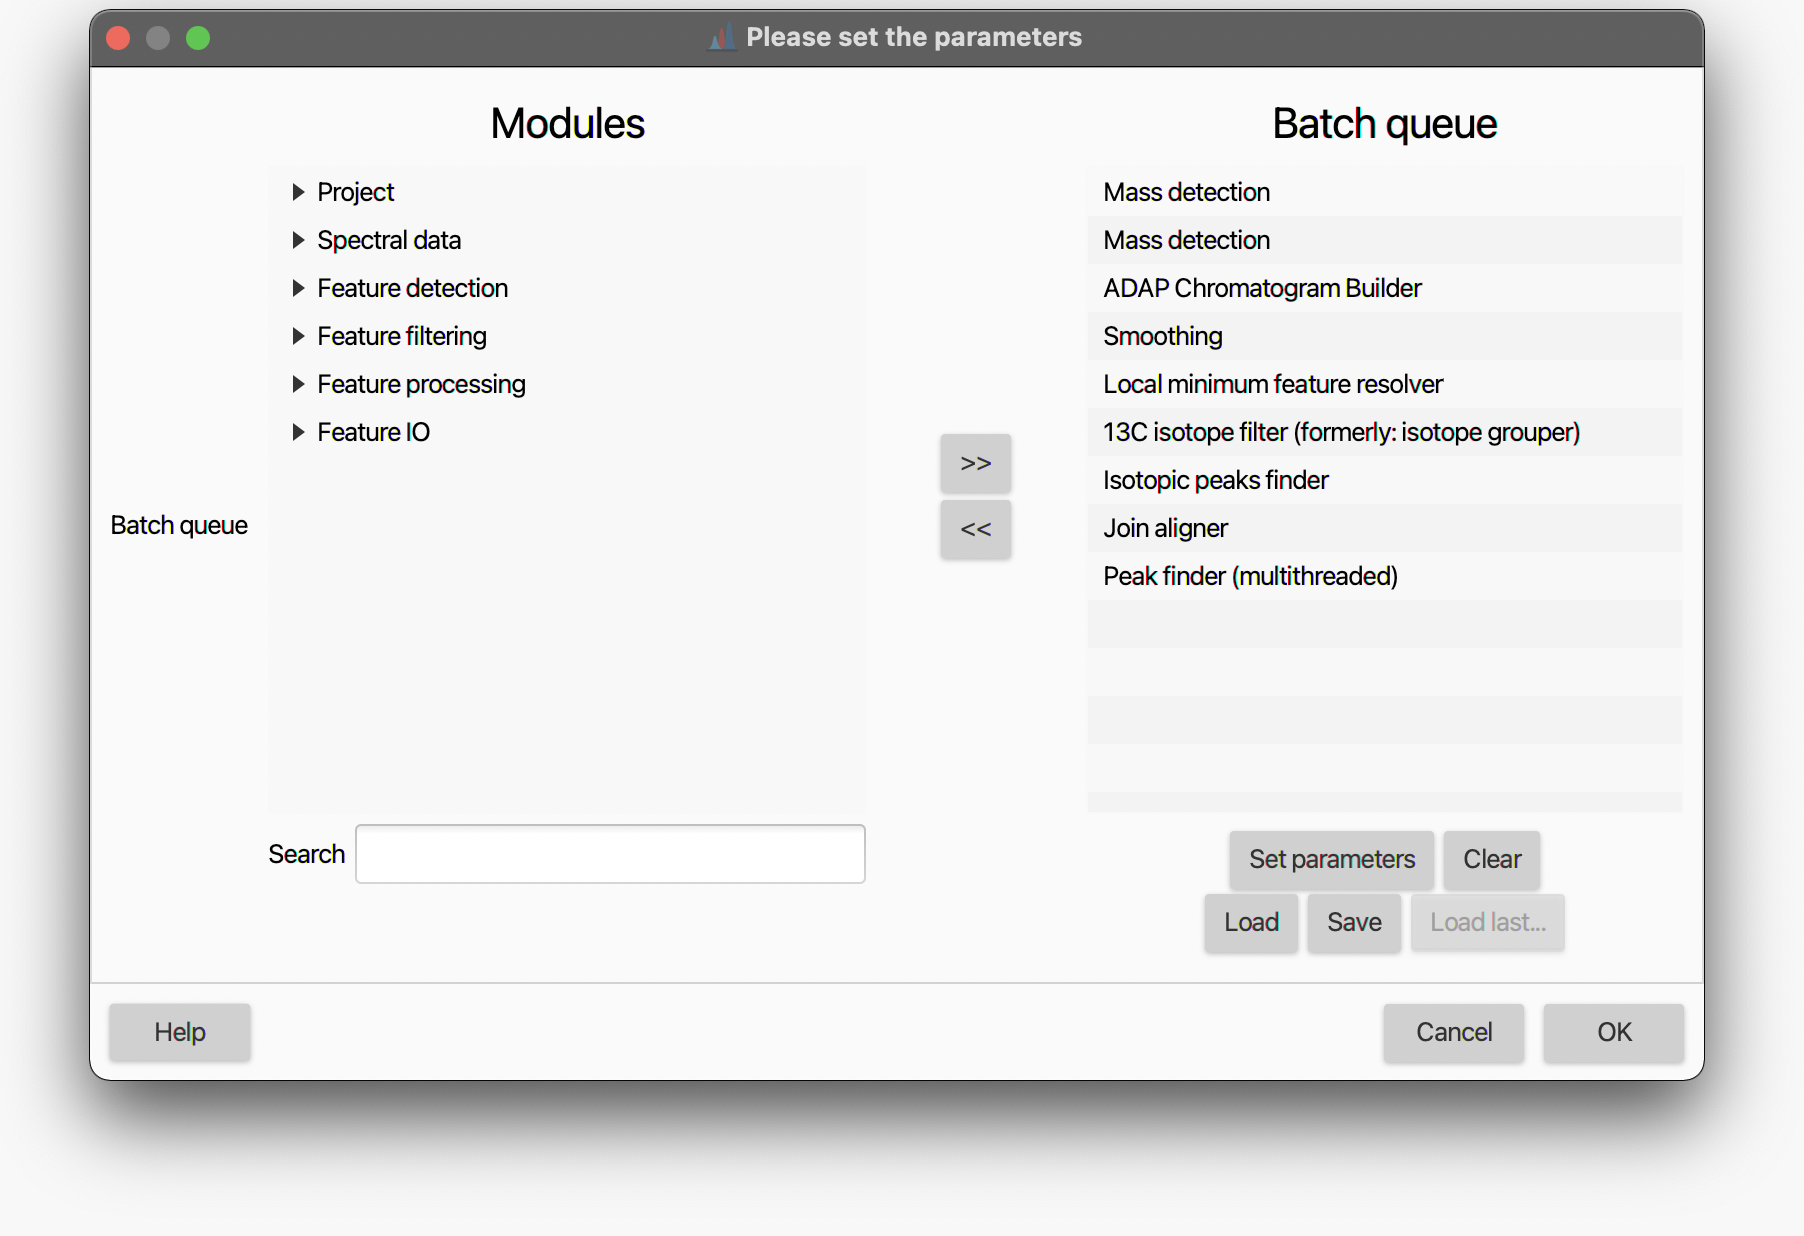 Please set the parameters
Modules
Batch queue
Project
Spectral data
Feature detection
Feature filtering
Feature processing
Feature IO
Batch queue
>>
<<
Mass detection
Mass detection
ADAP Chromatogram Builder
Smoothing
Local minimum feature resolver
13C isotope filter (formerly: isotope grouper)
Isotopic peaks finder
Join aligner
Peak finder (multithreaded)
Search
Set parameters
Clear
Load
Save
Load last...
Help
Cancel
OK